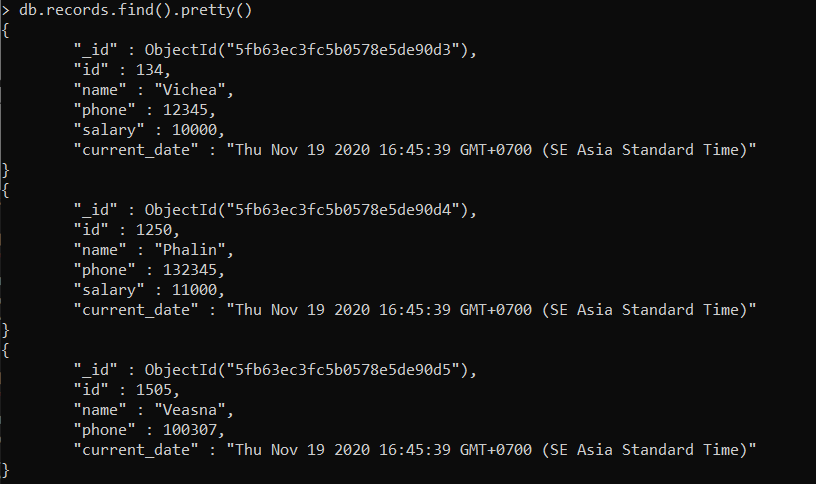 > db.records.find().pretty()
{
        "_id" : ObjectId("5fb63ec3fc5b0578e5de90d3"),
        "id" : 134,
        "name" : "Vichea",
        "phone" : 12345,
        "salary" : 10000,
        "current_date" : "Thu Nov 19 2020 16:45:39 GMT+0700 (SE Asia Standard Time)"
}
{
        "_id" : ObjectId("5fb63ec3fc5b0578e5de90d4"),
        "id" : 1250,
        "name" : "Phalin",
        "phone" : 132345,
        "salary" : 11000,
        "current_date" : "Thu Nov 19 2020 16:45:39 GMT+0700 (SE Asia Standard Time)"
}
{
        "_id" : ObjectId("5fb63ec3fc5b0578e5de90d5"),
        "id" : 1505,
        "name" : "Veasna",
        "phone" : 100307,
        "current_date" : "Thu Nov 19 2020 16:45:39 GMT+0700 (SE Asia Standard Time)"
}